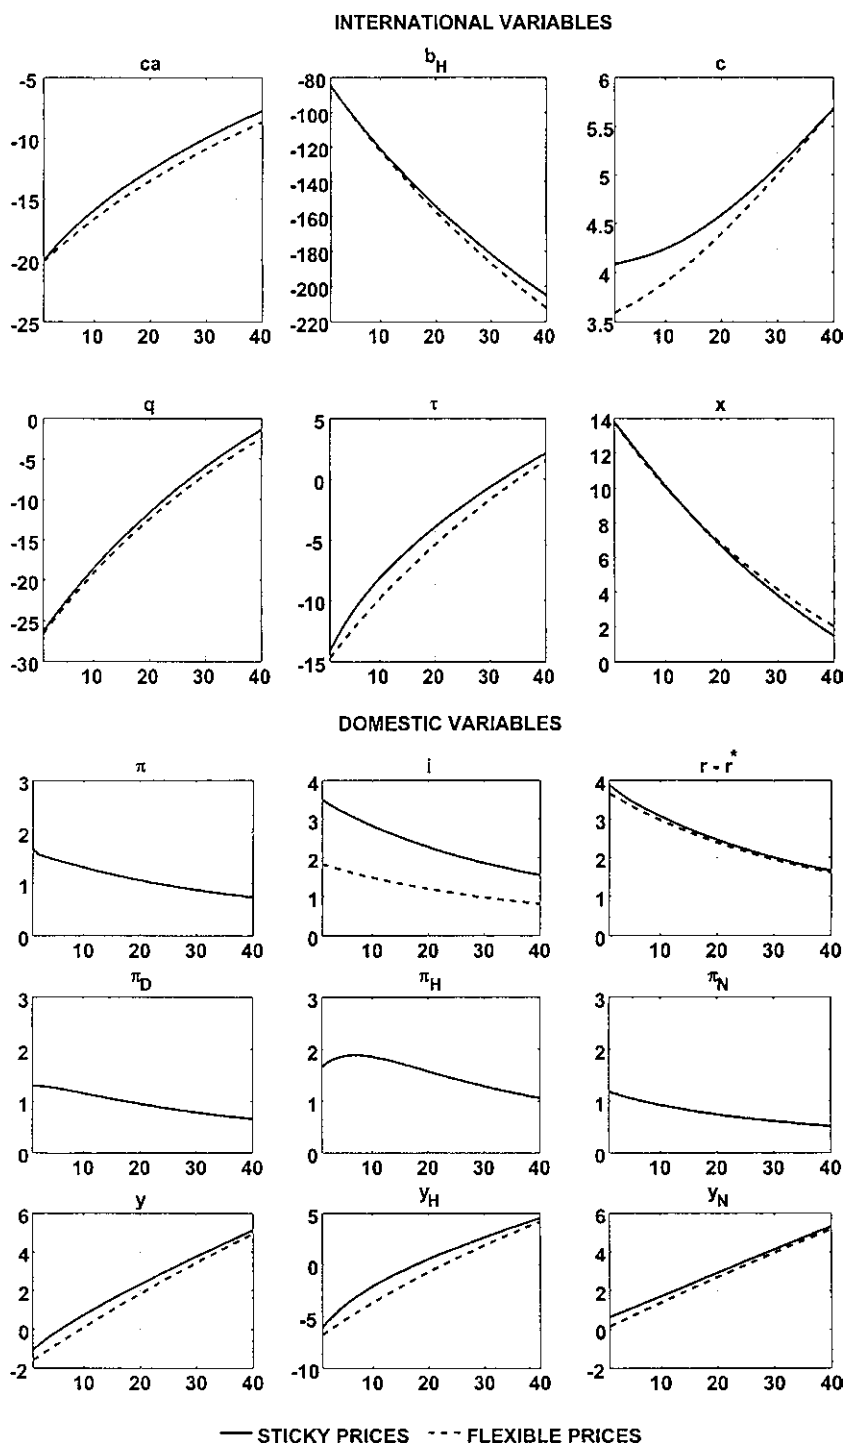 INTERNATIONAL VARIABLES
ca b_H c
-5 -10 -15 -20 -25
10 20 30 40
-80 -100 -120 -140 -160 -180 -200 -220
10 20 30 40
6 5.5 5 4.5 4 3.5
10 20 30 40
q τ x
0 -5 -10 -15 -20 -25 -30
10 20 30 40
5 0 -5 -10 -15
10 20 30 40
14 12 10 8 6 4 2 0
10 20 30 40
DOMESTIC VARIABLES
π i r - r*
3 2 1 0
10 20 30 40
4 3 2 1 0
10 20 30 40
4 3 2 1 0
10 20 30 40
π_D π_H π_N
3 2 1 0
10 20 30 40
3 2 1 0
10 20 30 40
3 2 1 0
10 20 30 40
y y_H y_N
6 4 2 0 -2
10 20 30 40
5 0 -5 -10
10 20 30 40
6 4 2 0 -2
10 20 30 40
STICKY PRICES FLEXIBLE PRICES